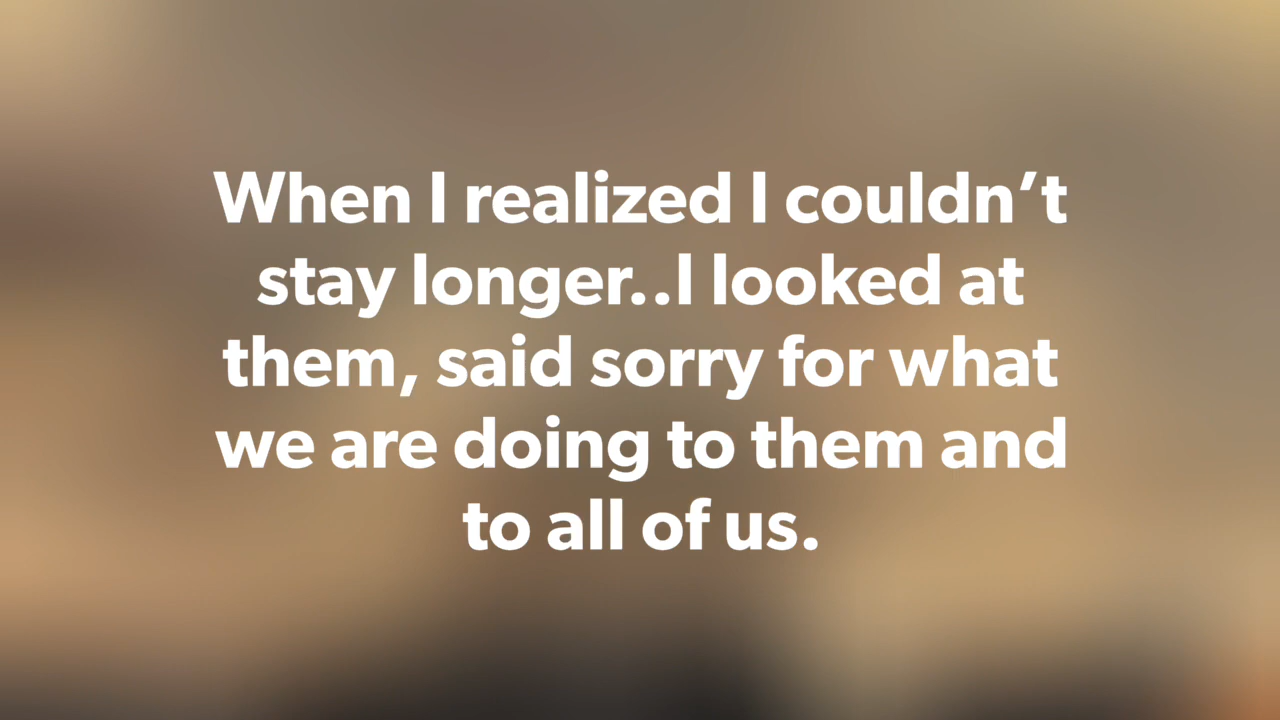 When I realized I couldn’t
stay longer..I looked at
them, said sorry for what
we are doing to them and
to all of us.